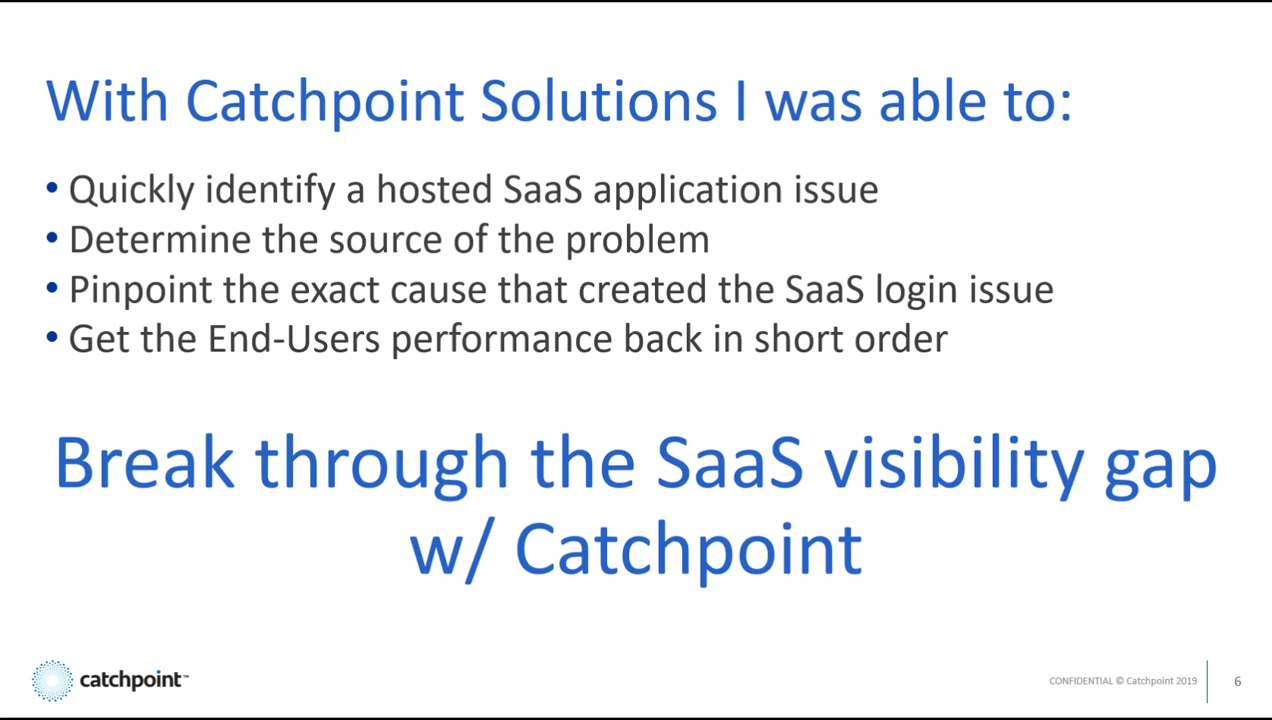 With Catchpoint Solutions I was able to:
• Quickly identify a hosted SaaS application issue
• Determine the source of the problem
• Pinpoint the exact cause that created the SaaS login issue
• Get the End-Users performance back in short order
Break through the SaaS visibility gap
w/ Catchpoint
catchpoint™
CONFIDENTIAL © Catchpoint 2019
6